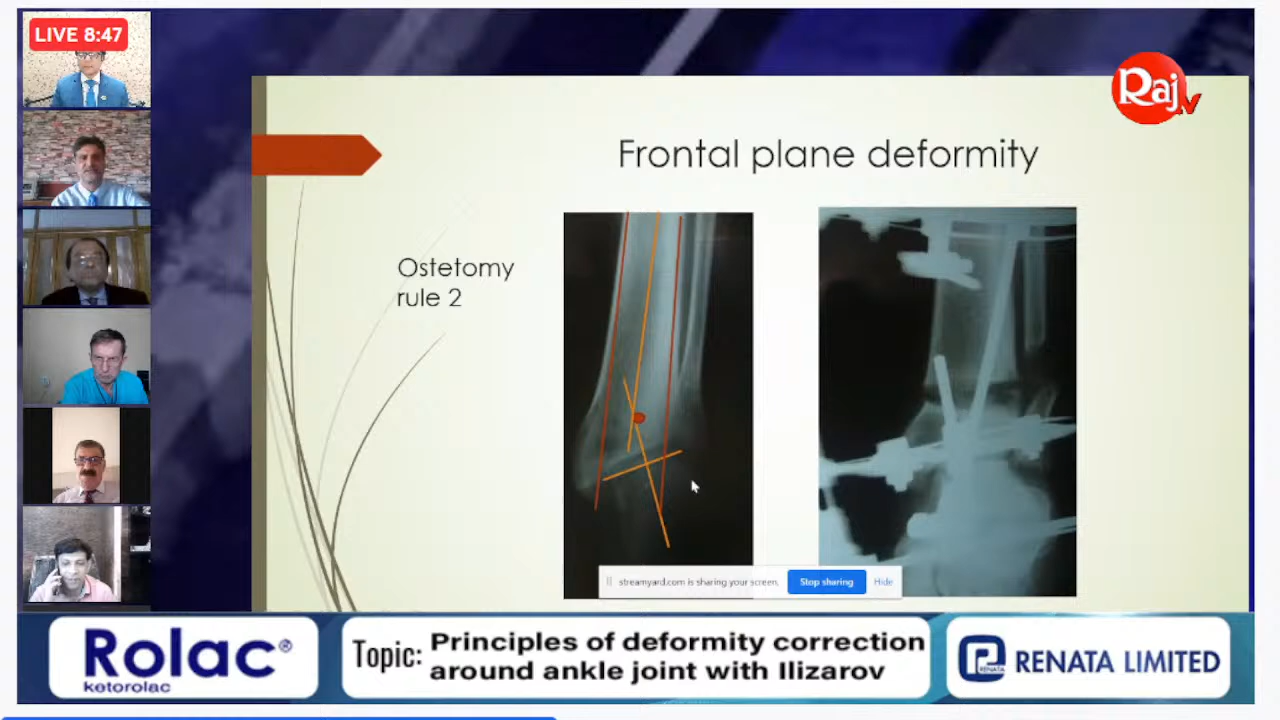 LIVE 8:47
Raj
TV
Frontal plane deformity
Ostetomy
rule 2
streamyard.com is sharing your screen.
Stop sharing
Hide
Rolac®
ketorolac
Topic:
Principles of deformity correction
around ankle joint with Ilizarov
RENATA
RENATA LIMITED